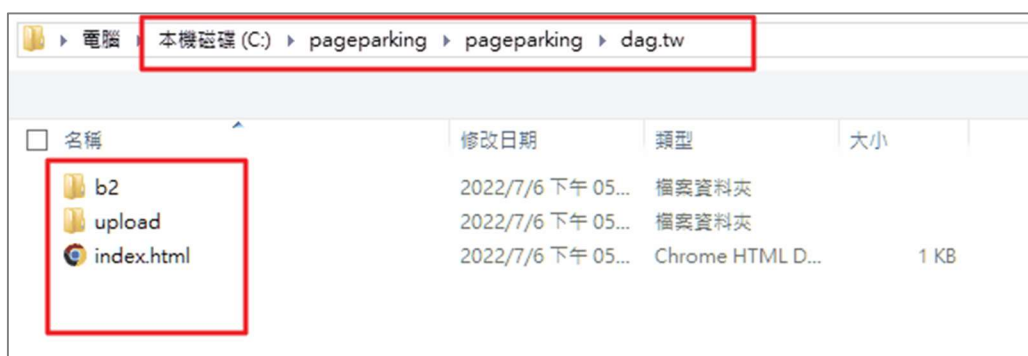 電腦 本機磁碟 (C:) pageparking pageparking dag.tw
名稱 修改日期 類型 大小
b2 2022/7/6 下午 05... 檔案資料夾
upload 2022/7/6 下午 05... 檔案資料夾
index.html 2022/7/6 下午 05... Chrome HTML D... 1 KB